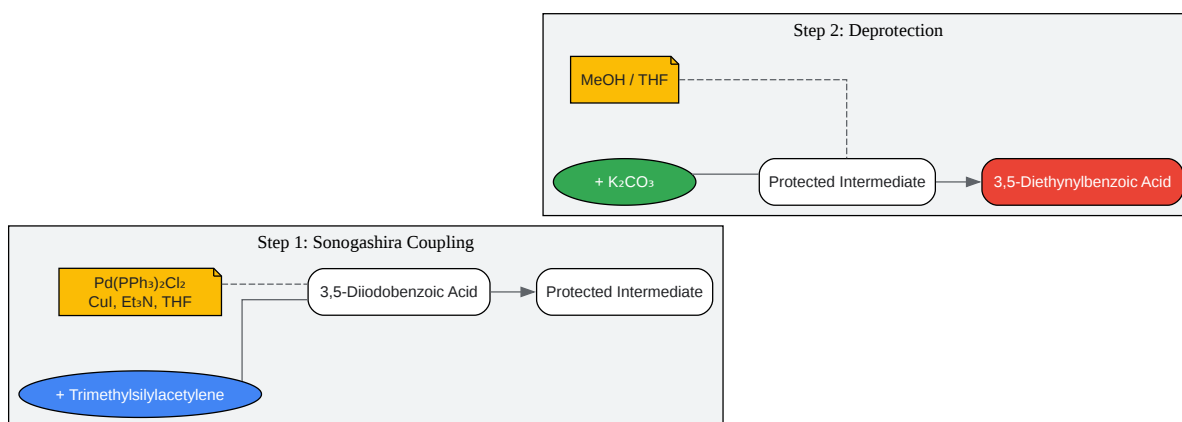 Step 2: Deprotection
MeOH / THF
+ K₂CO₃
Protected Intermediate
3,5-Diethynylbenzoic Acid
Step 1: Sonogashira Coupling
Pd(PPh₃)₂Cl₂
CuI, Et₃N, THF
3,5-Diiodobenzoic Acid
Protected Intermediate
+ Trimethylsilylacetylene